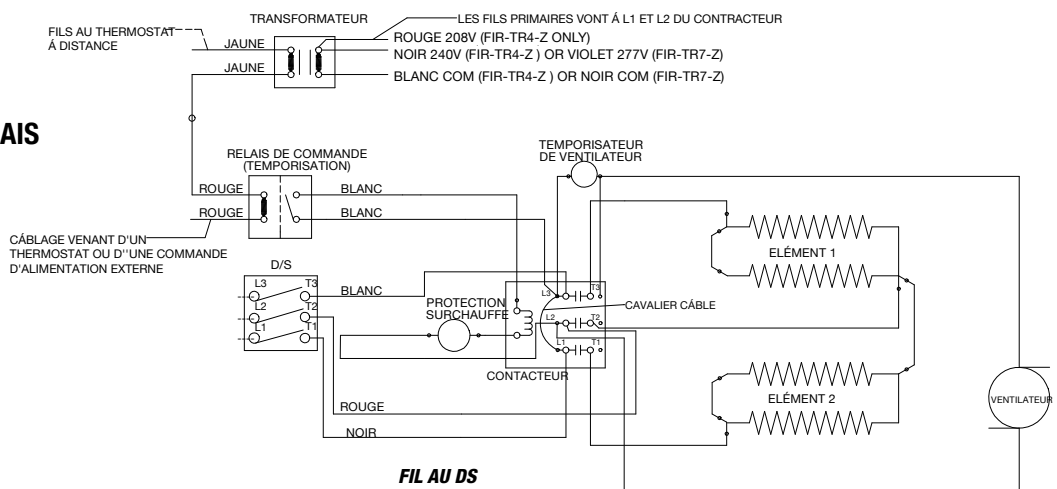 TRANSFORMATEUR
LES FILS PRIMAIRES VONT Á L1 ET L2 DU CONTRACTEUR
FILS AU THERMOSTAT
Á DISTANCE
JAUNE
ROUGE 208V (FIR-TR4-Z ONLY)
NOIR 240V (FIR-TR4-Z ) OR VIOLET 277V (FIR-TR7-Z)
JAUNE
BLANC COM (FIR-TR4-Z ) OR NOIR COM (FIR-TR7-Z)
AIS
RELAIS DE COMMANDE
(TEMPORISATION)
TEMPORISATEUR
DE VENTILATEUR
ROUGE
BLANC
ROUGE
BLANC
CÁBLAGE VENANT D'UN
THERMOSTAT OU D''UNE COMMANDE
D'ALIMENTATION EXTERNE
ELÉMENT 1
D/S
L3 T3
L2 T2
L1 T1
BLANC
PROTECTION
SURCHAUFFE
L3 T3
L2 T2
L1 T1
CAVALIER CÁBLE
CONTACTEUR
ELÉMENT 2
VENTILATEUR
ROUGE
NOIR
FIL AU DS